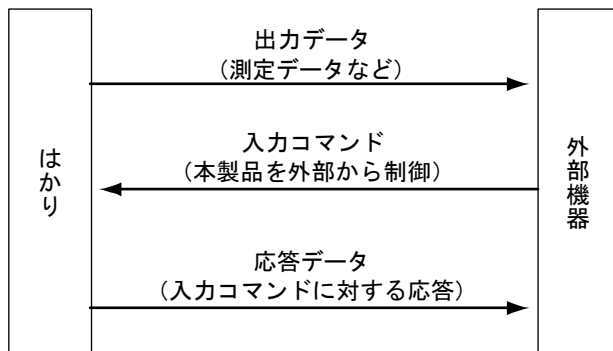 はかり
出力データ
（測定データなど）
入力コマンド
（本製品を外部から制御）
応答データ
（入力コマンドに対する応答）
外部機器